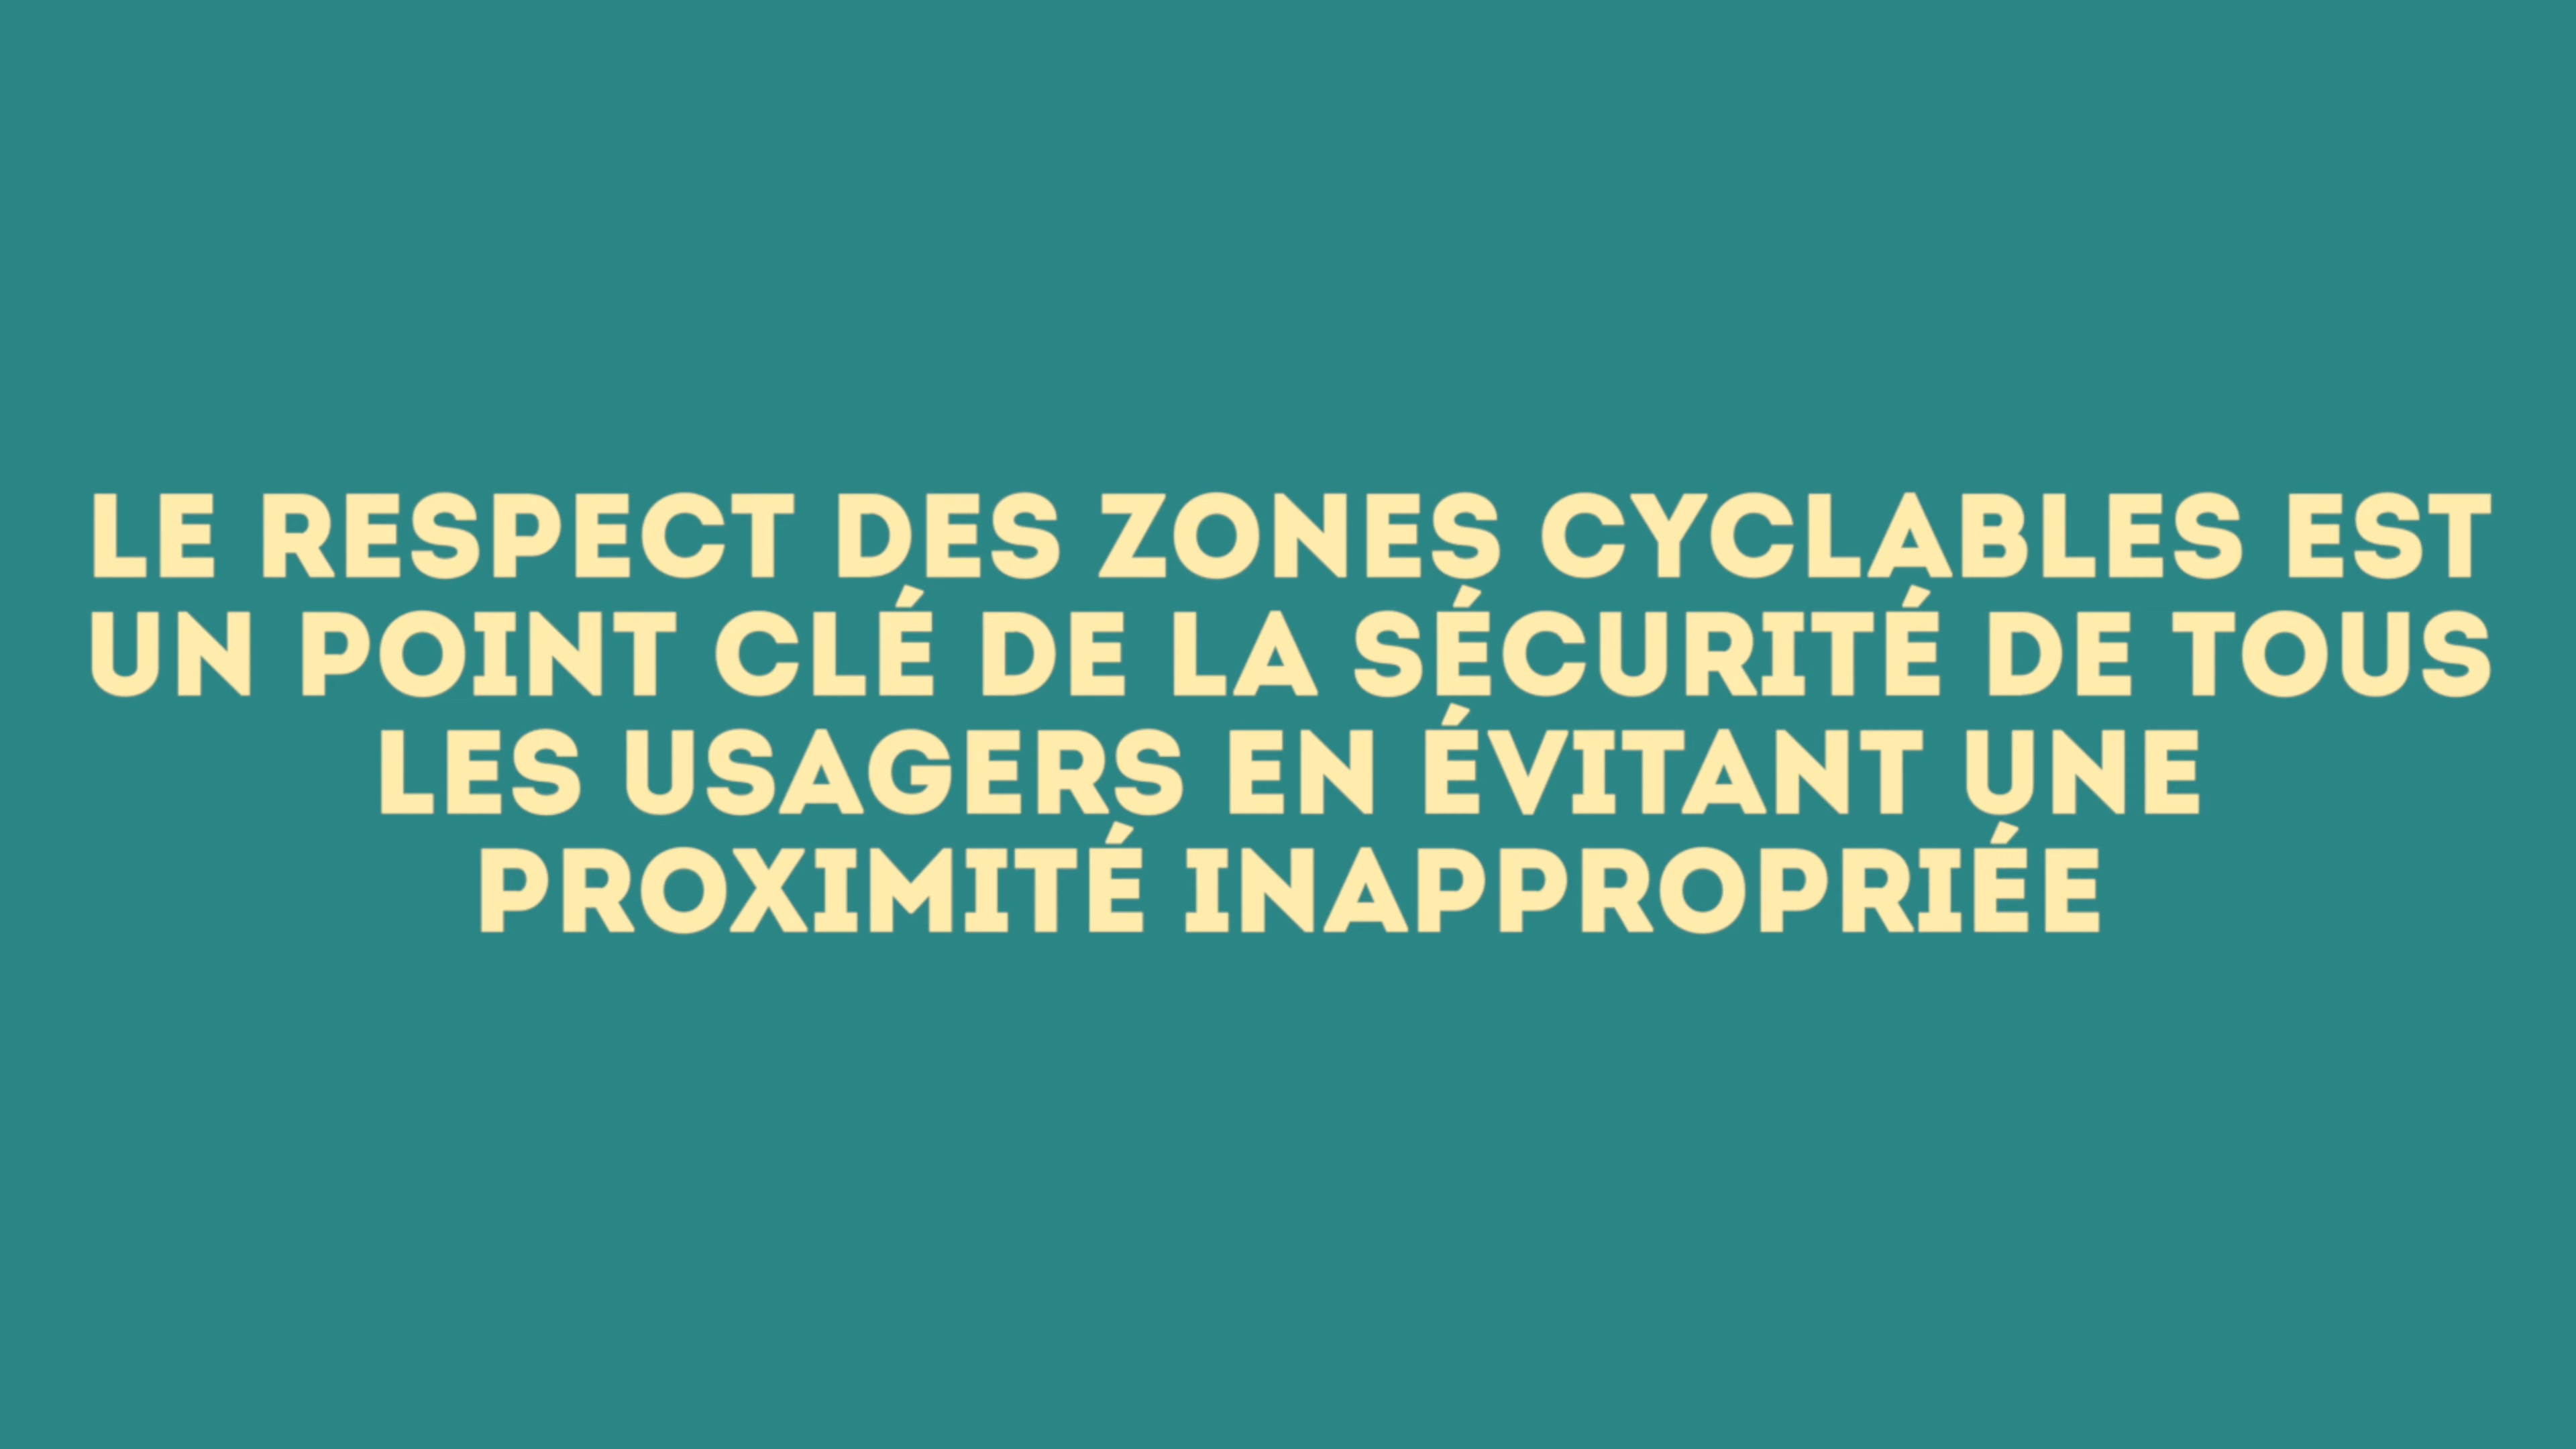 LE RESPECT DES ZONES CYCLABLES EST
UN POINT CLÉ DE LA SÉCURITÉ DE TOUS
LES USAGERS EN ÉVITANT UNE
PROXIMITÉ INAPPROPRIÉE